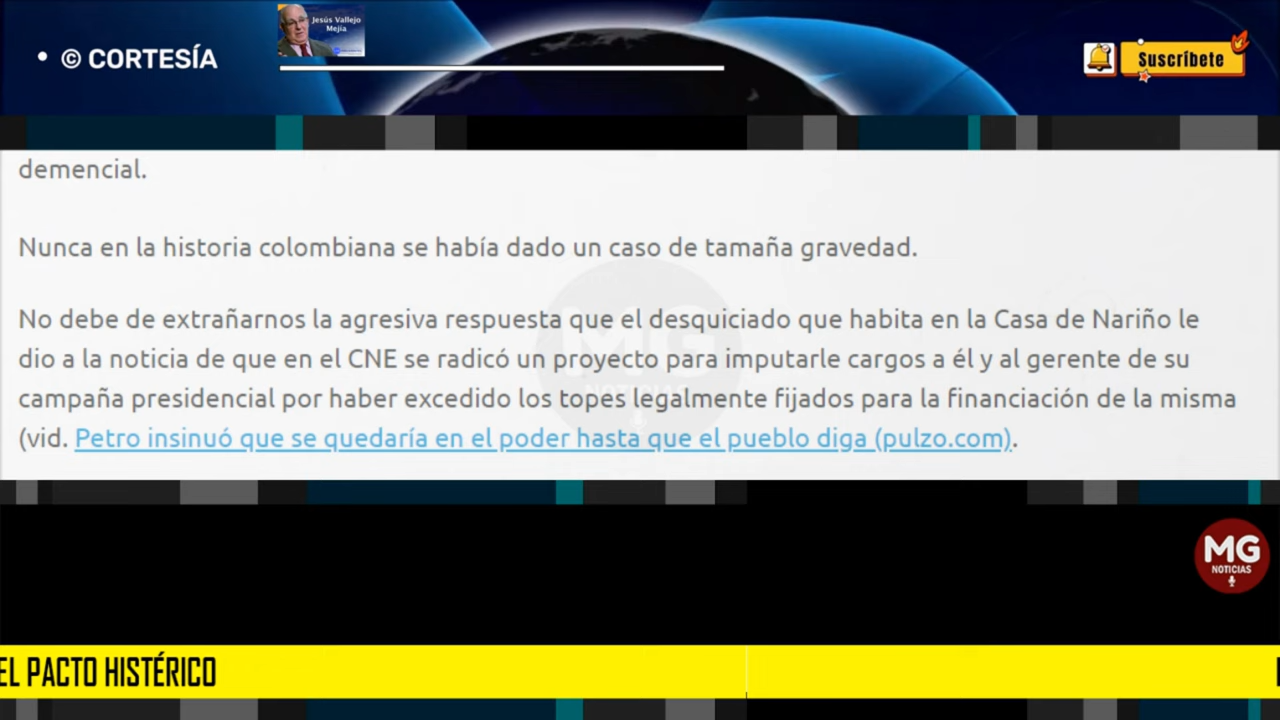 • © CORTESÍA
Jesús Vallejo
Mejía
Suscríbete
demencial.
Nunca en la historia colombiana se había dado un caso de tamaña gravedad.
No debe de extrañarnos la agresiva respuesta que el desquiciado que habita en la Casa de Nariño le
dio a la noticia de que en el CNE se radicó un proyecto para imputarle cargos a él y al gerente de su
campaña presidencial por haber excedido los topes legalmente fijados para la financiación de la misma
(vid. Petro insinuó que se quedaría en el poder hasta que el pueblo diga (pulzo.com).
MG
NOTICIAS
MG
NOTICIAS
EL PACTO HISTÉRICO